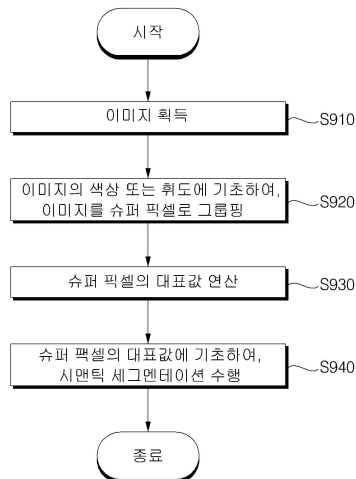 시작
이미지 획득
S910
이미지의 색상 또는 휘도에 기초하여,
이미지를 슈퍼 픽셀로 그룹핑
S920
슈퍼 픽셀의 대표값 연산
S930
슈퍼 팩셀의 대표값에 기초하여,
시맨틱 세그멘테이션 수행
S940
종료